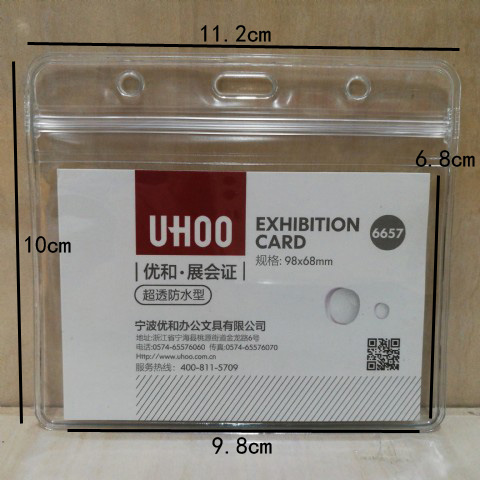 11.2cm
6.8cm
10cm
UHOO
EXHIBITION
CARD
6657
规格: 98x68mm
优和·展会证
超透防水型
宁波优和办公文具有限公司
地址:浙江省宁海县桃源街道金龙路6号
电话:0574-65576060 传真:0574-65576070
Http://www.uhoo.com.cn
服务热线: 400-811-5709
9.8cm